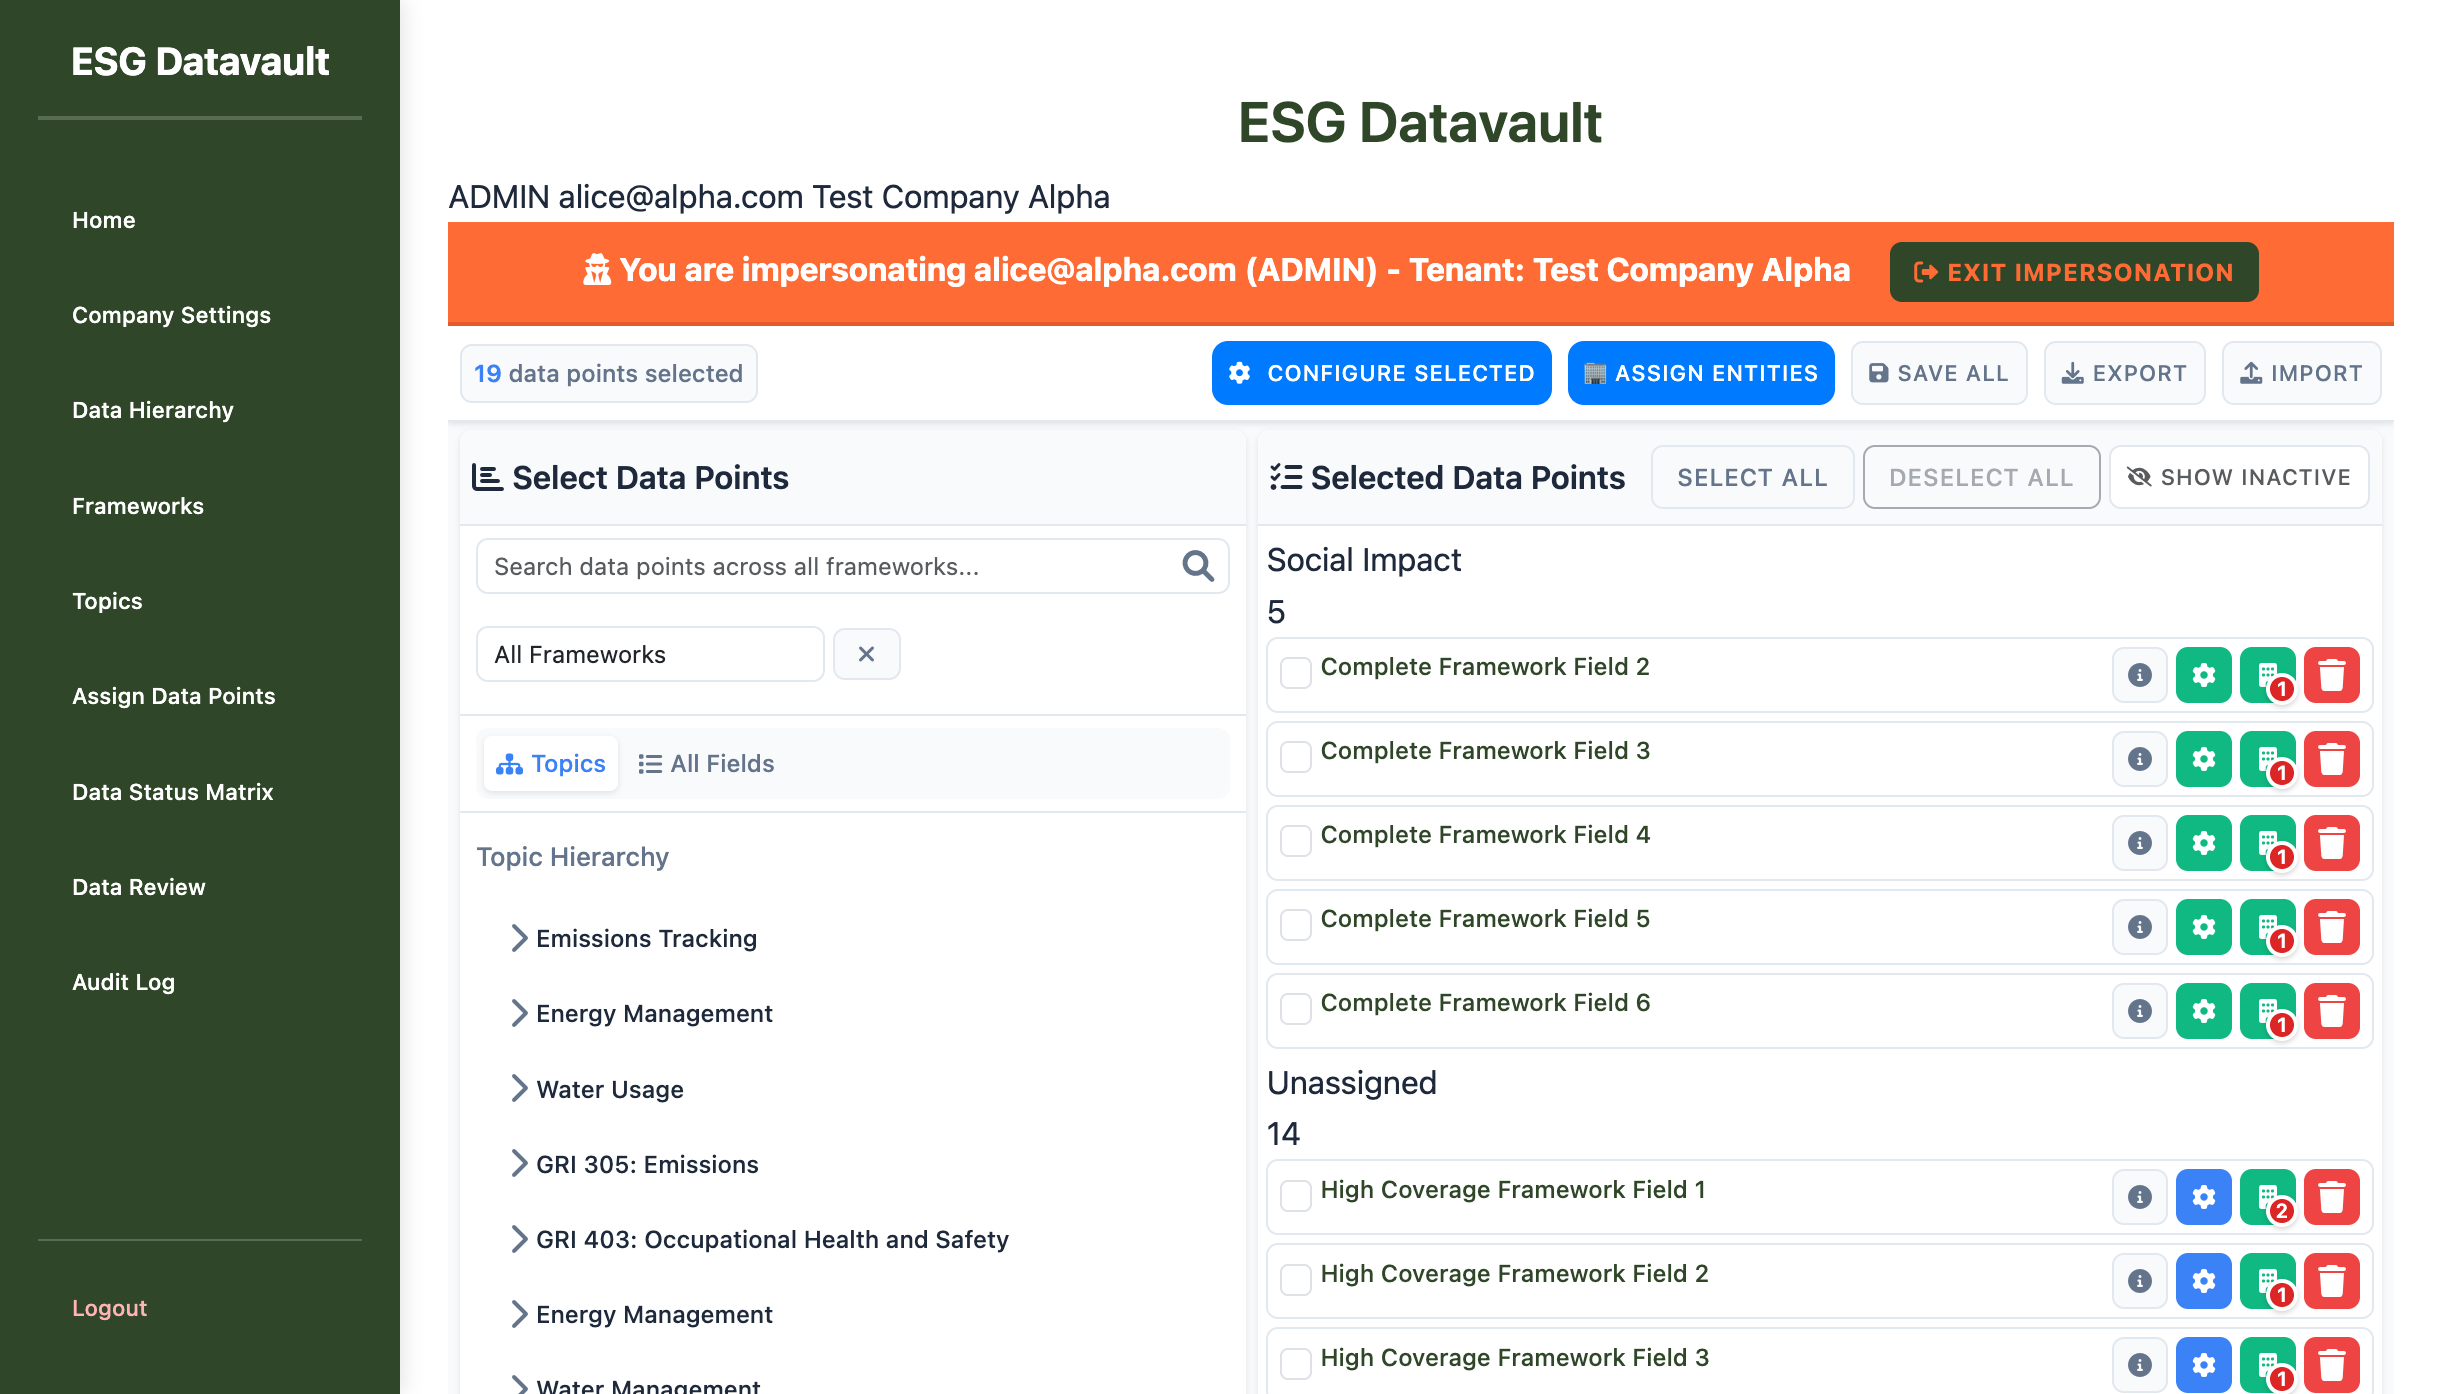 ESG Datavault
Home
Company Settings
Data Hierarchy
Frameworks
Topics
Assign Data Points
Data Status Matrix
Data Review
Audit Log
Logout
ESG Datavault
ADMIN alice@alpha.com Test Company Alpha
You are impersonating alice@alpha.com (ADMIN) - Tenant: Test Company Alpha
EXIT IMPERSONATION
19 data points selected
CONFIGURE SELECTED
ASSIGN ENTITIES
SAVE ALL
EXPORT
IMPORT
Select Data Points
Search data points across all frameworks...
All Frameworks
Topics
All Fields
Topic Hierarchy
Emissions Tracking
Energy Management
Water Usage
GRI 305: Emissions
GRI 403: Occupational Health and Safety
Energy Management
Water Management
Selected Data Points
SELECT ALL
DESELECT ALL
SHOW INACTIVE
Social Impact
5
Complete Framework Field 2
1
Complete Framework Field 3
1
Complete Framework Field 4
1
Complete Framework Field 5
1
Complete Framework Field 6
1
Unassigned
14
High Coverage Framework Field 1
2
High Coverage Framework Field 2
1
High Coverage Framework Field 3
1